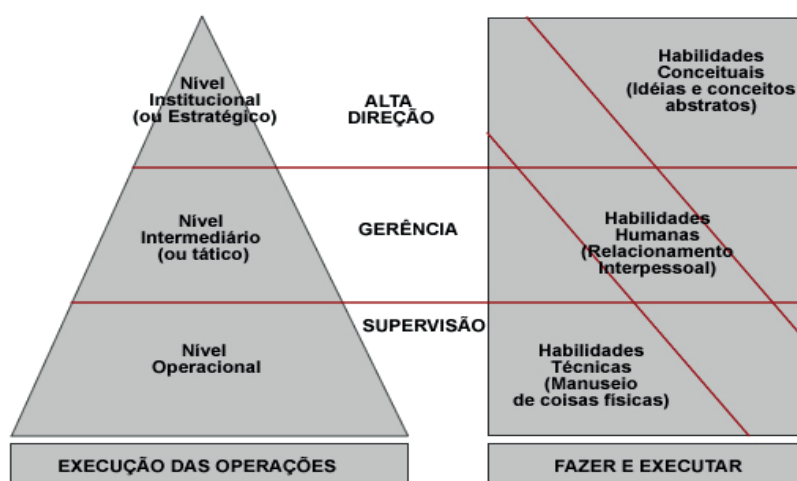 Nível
Institucional
(ou Estratégico)
ALTA
DIREÇÃO
Habilidades
Conceituais
(Idéias e conceitos
abstratos)
Nível
Intermediário
(ou tático)
GERÊNCIA
Habilidades
Humanas
(Relacionamento
Interpessoal)
SUPERVISÃO
Nível
Operacional
Habilidades
Técnicas
(Manuseio
de coisas físicas)
EXECUÇÃO DAS OPERAÇÕES
FAZER E EXECUTAR